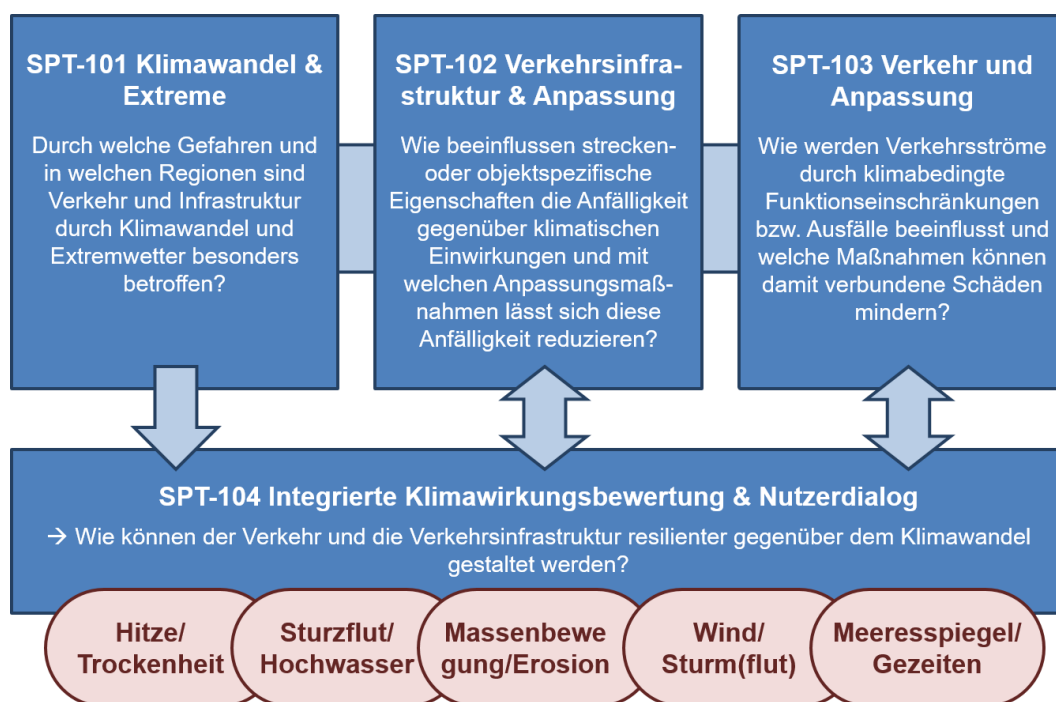 SPT-101 Klimawandel &
Extreme
Durch welche Gefahren und
in welchen Regionen sind
Verkehr und Infrastruktur
durch Klimawandel und
Extremwetter besonders
betroffen?
SPT-102 Verkehrsinfra-
struktur & Anpassung
Wie beeinflussen strecken-
oder objektspezifische
Eigenschaften die Anfälligkeit
gegenüber klimatischen
Einwirkungen und mit
welchen Anpassungsmaß-
nahmen lässt sich diese
Anfälligkeit reduzieren?
SPT-103 Verkehr und
Anpassung
Wie werden Verkehrsströme
durch klimabedingte
Funktionseinschränkungen
bzw. Ausfälle beeinflusst und
welche Maßnahmen können
damit verbundene Schäden
mindern?
SPT-104 Integrierte Klimawirkungsbewertung & Nutzerdialog
→ Wie können der Verkehr und die Verkehrsinfrastruktur resilienter gegenüber dem Klimawandel
gestaltet werden?
Hitze/
Trockenheit
Sturzflut/
Hochwasser
Massenbewe
gung/Erosion
Wind/
Sturm(flut)
Meeresspiegel/
Gezeiten